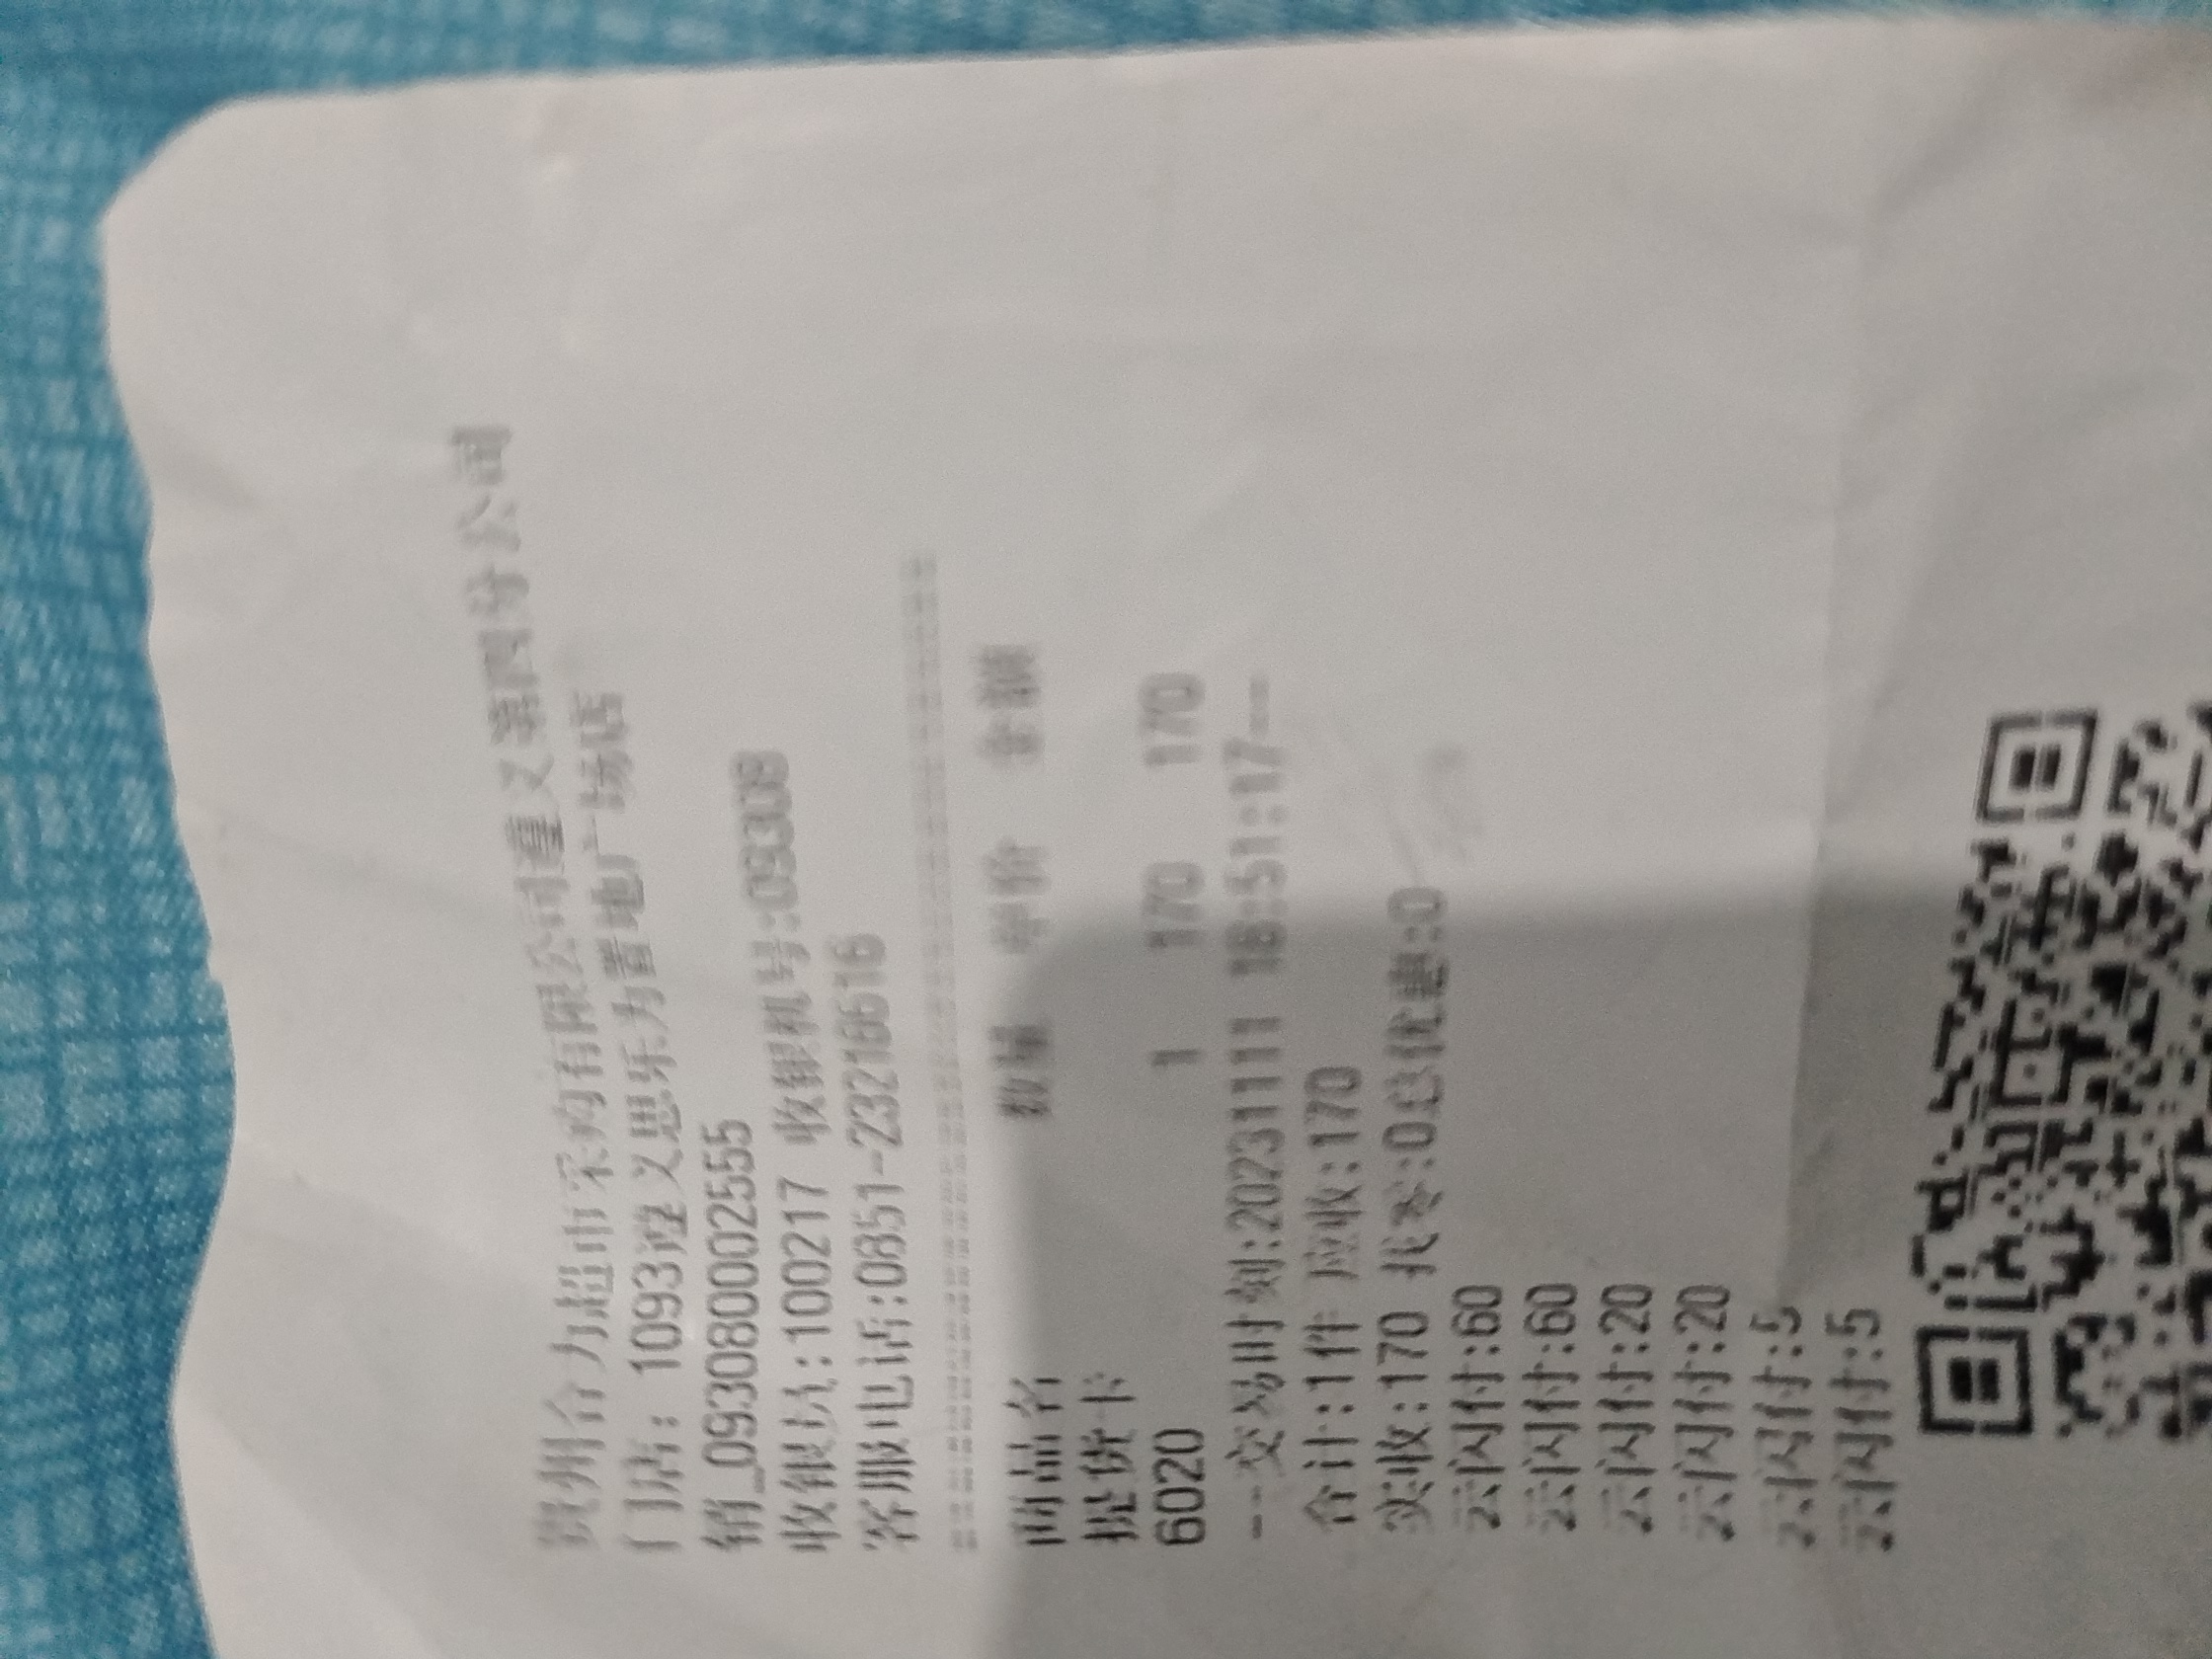 贵州合力超市采购有限公司遵义第四分公司
门店: 1093遵义思乐为置地广场店
销_093080002555
收银员:100217 收银机号:09308
客服电话:0851-23216616
商品名 数量 单价 金额
提货卡
6020 1 170 170
--交易时刻:20231111 18:51:17--
合计:1件 应收:170
实收:170 找零:0总优惠:0
云闪付:60
云闪付:60
云闪付:20
云闪付:20
云闪付:5
云闪付:5